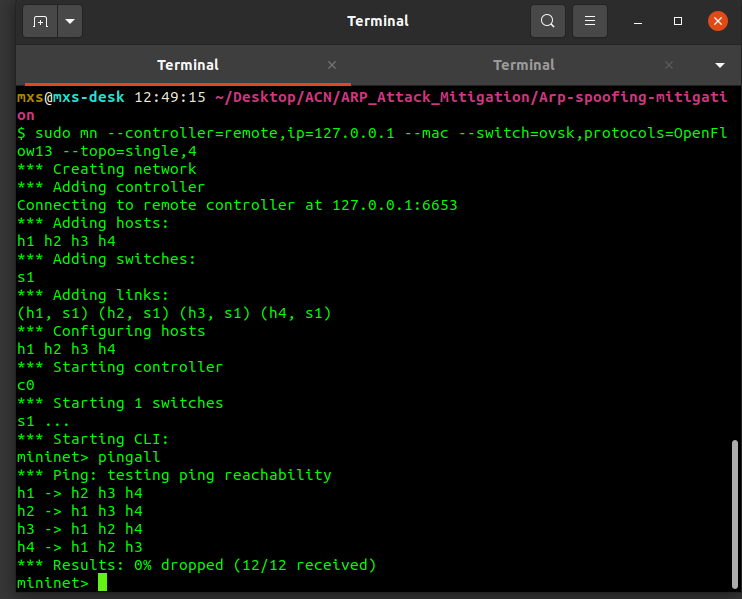 Terminal
Terminal
Terminal
mxs@mxs-desk 12:49:15 ~/Desktop/ACN/ARP_Attack_Mitigation/Arp-spoofing-mitigati
on
$ sudo mn --controller=remote,ip=127.0.0.1 --mac --switch=ovsk,protocols=OpenFl
ow13 --topo=single,4
*** Creating network
*** Adding controller
Connecting to remote controller at 127.0.0.1:6653
*** Adding hosts:
h1 h2 h3 h4
*** Adding switches:
s1
*** Adding links:
(h1, s1) (h2, s1) (h3, s1) (h4, s1)
*** Configuring hosts
h1 h2 h3 h4
*** Starting controller
c0
*** Starting 1 switches
s1 ...
*** Starting CLI:
mininet> pingall
*** Ping: testing ping reachability
h1 -> h2 h3 h4
h2 -> h1 h3 h4
h3 -> h1 h2 h4
h4 -> h1 h2 h3
*** Results: 0% dropped (12/12 received)
mininet>